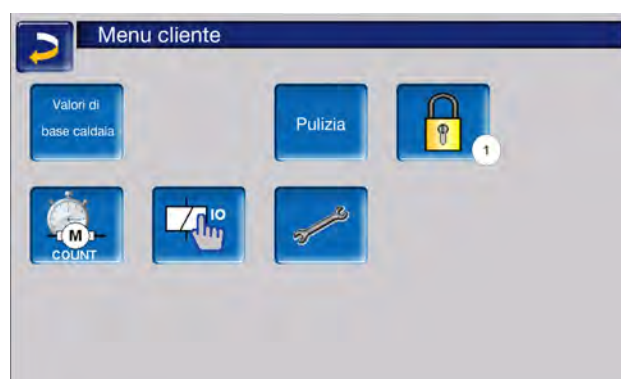 Menu cliente
Valori di
base caldaia
Pulizia
1
IO
M
COUNT